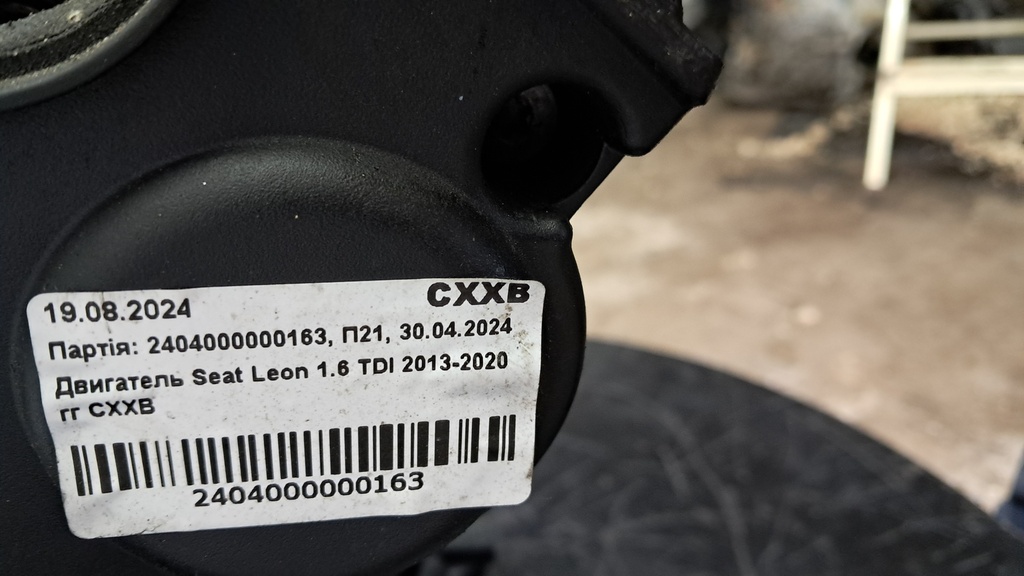 19.08.2024 CXXB
Партія: 2404000000163, П21, 30.04.2024
Двигатель Seat Leon 1.6 TDI 2013-2020
гг CXXB
2404000000163